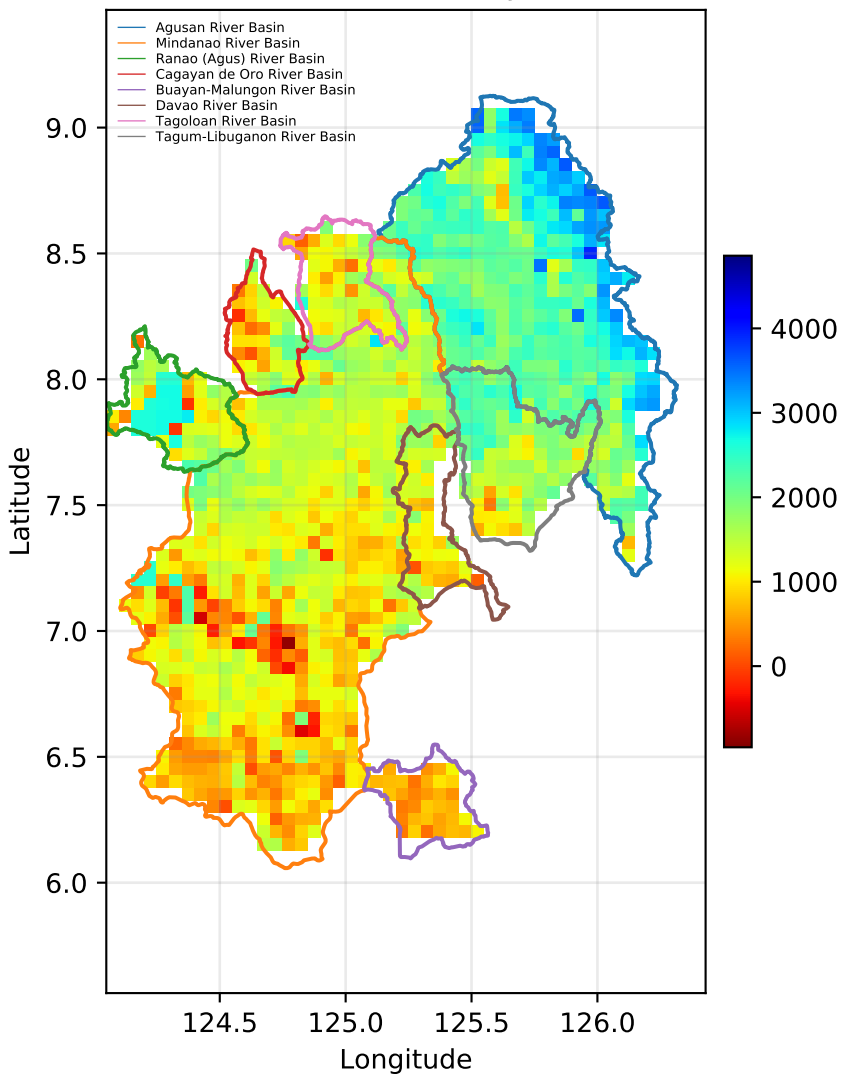 Agusan River Basin
Mindanao River Basin
Ranao (Agus) River Basin
Cagayan de Oro River Basin
Buayan-Malungon River Basin
Davao River Basin
Tagoloan River Basin
Tagum-Libuganon River Basin
9.0
8.5
8.0
7.5
7.0
6.5
6.0
Latitude
124.5 125.0 125.5 126.0
Longitude
4000
3000
2000
1000
0